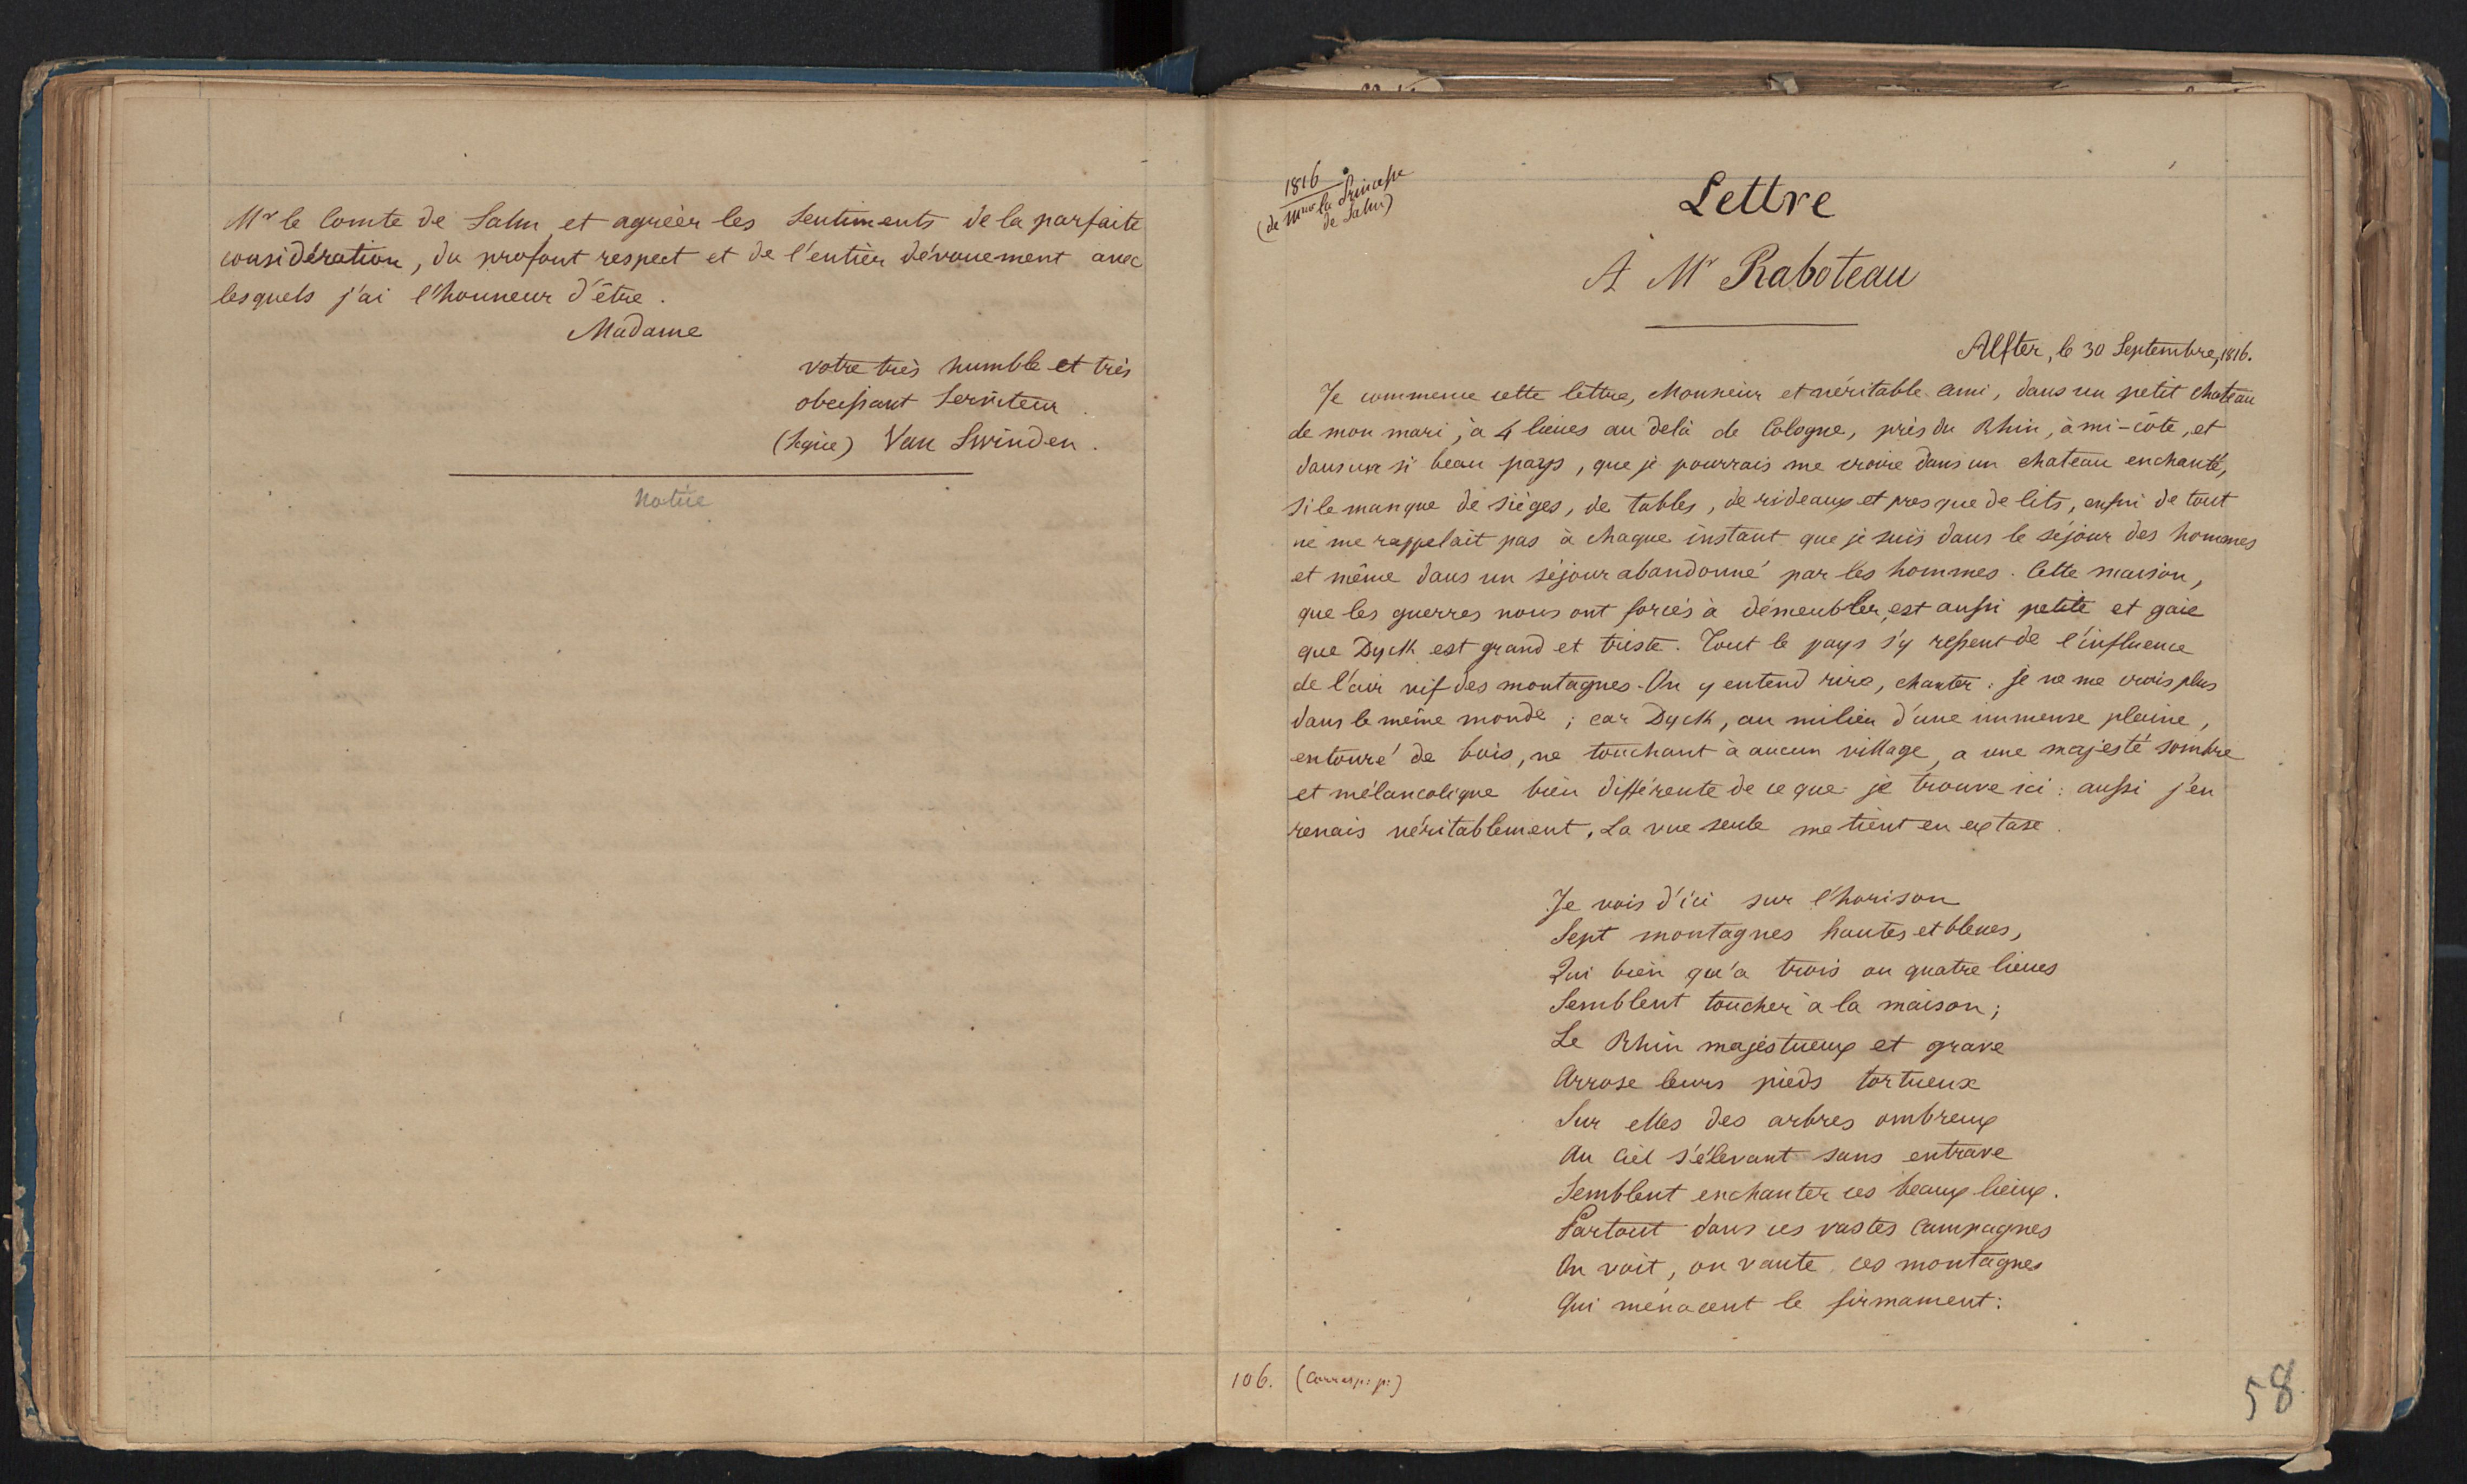 Mr le Comte de Salm, et agréer les Sentiments de la parfaite
considération, du profont respect et de l'entier dévouement avec
lesquels j'ai l'honneur d'être.
Madame
votre très humble et très
obeissant Serviteur.
(Signé) Van Swinden.
Notice
1816
(de Mme la Princesse
de Salm)
Lettre
A Mr Raboteau
Alfter, le 30 Septembre, 1816.
Je commence cette lettre, Monsieur et véritable ami, dans un petit chateau
de mon mari, à 4 lieues au delà de Cologne, près du Rhin, à mi-côte, et
dans un si beau pays, que je pourrais me croire dans un chateau enchanté,
si le manque de sièges, de tables, de rideaux et presque de lits, enfin de tout
ne me rappelait pas à chaque instant que je suis dans le séjour des hommes
et même dans un séjour abandonné par les hommes. Cette maison,
que les guerres nous ont forcés à démeubler, est aussi petite et gaie
que Dyck est grand et triste. Tout le pays s'y ressent de l'influence
de l'air vif des montagnes. On y entend rire, chanter: je ne me crois plus
dans le même monde; car Dyck, au milieu d'une immense plaine,
entouré de bois, ne touchant à aucun village, a une majesté sombre
et mélancolique bien différente de ce que je trouve ici: aussi j'en
renais véritablement. La vue seule me tient en extase.
Je vois d'ici sur l'horison
Sept montagnes hautes et bleues,
Qui bien qu'a trois ou quatre lieues
Semblent toucher à la maison;
Le Rhin majestueux et grave
Arrose leurs pieds tortueux
Sur elles des arbres ombreux
Au Ciel s'élevant sans entrave
Semblent enchanter ces beaux lieux.
Partout dans ces vastes campagnes
On voit, on vante ces montagnes
Qui ménacent le firmament:
106. (Corresp: p:)
58